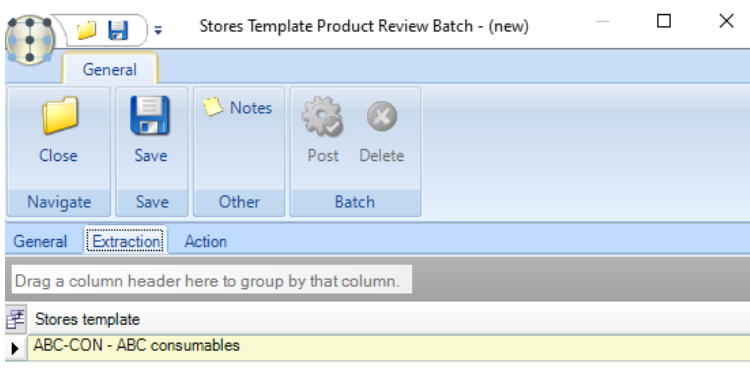 Stores Template Product Review Batch - (new)
General
Notes
Close
Save
Post
Delete
Navigate
Save
Other
Batch
General
Extraction
Action
Drag a column header here to group by that column.
Stores template
ABC-CON - ABC consumables